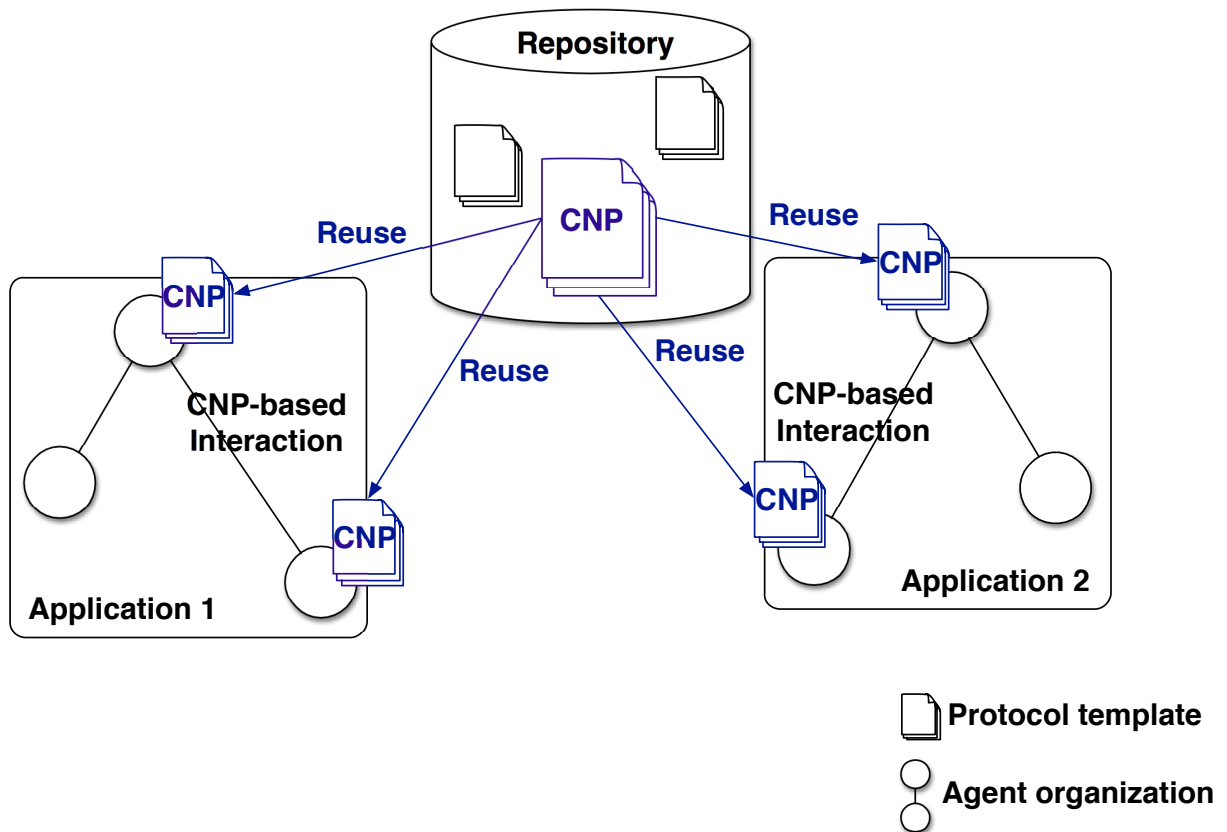 Repository
CNP
Reuse
Reuse
CNP
CNP
Reuse
Reuse
CNP-based
Interaction
CNP-based
Interaction
CNP
CNP
Application 1
Application 2
Protocol template
Agent organization